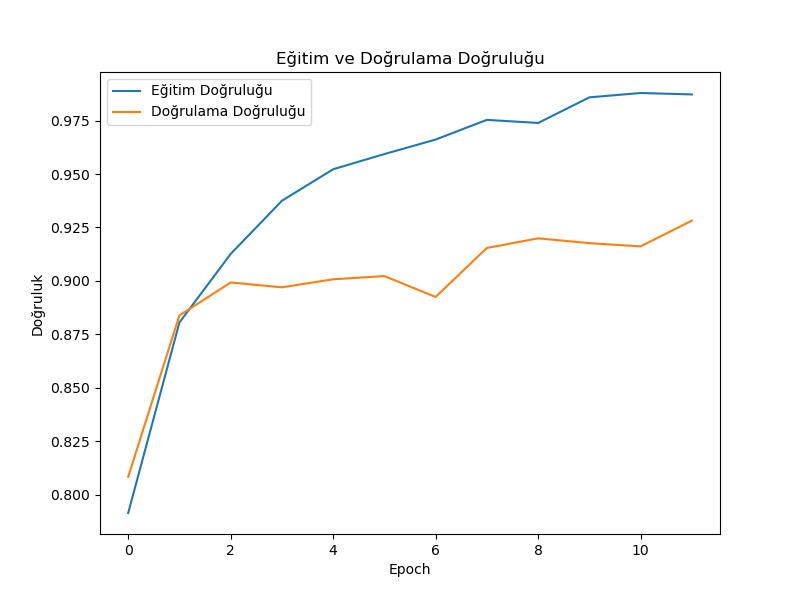 Eğitim ve Doğrulama Doğruluğu
Eğitim Doğruluğu
Doğrulama Doğruluğu
0.975
0.950
0.925
0.900
0.875
0.850
0.825
0.800
Doğruluk
0 2 4 6 8 10
Epoch